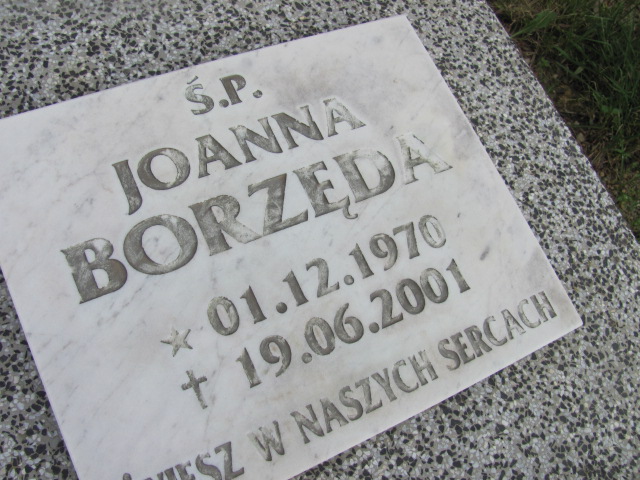 Ś.P.
JOANNA
BORZĘDA
01.12.1970
19.06.2001
W NASZYCH SERCACH